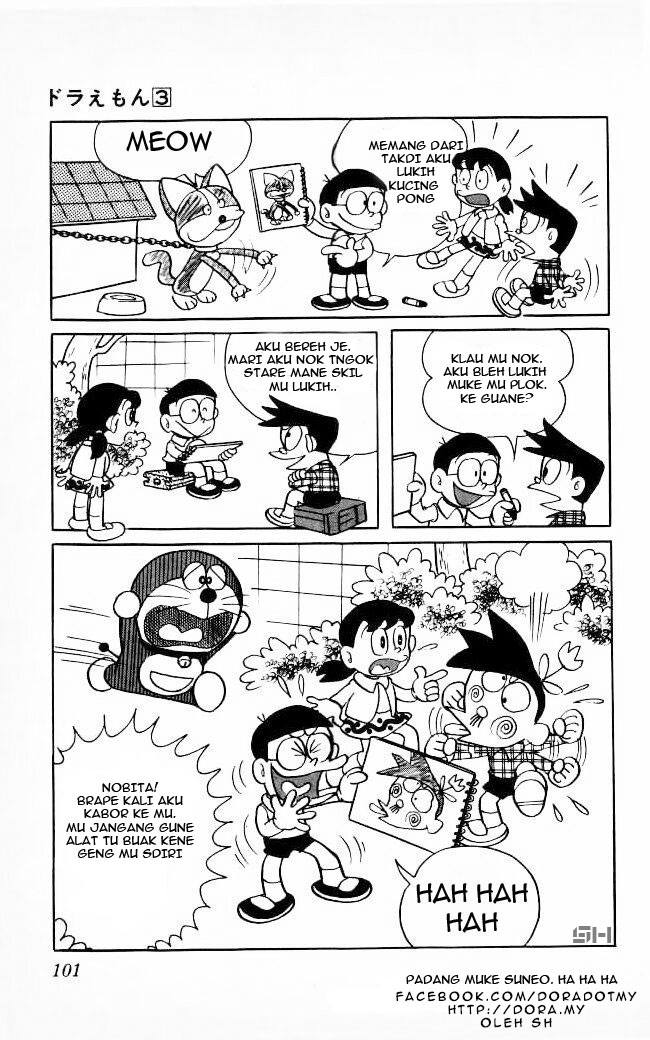 ドラえもん3
MEOW
MEMANG DARI
TAKDI AKU
LUKIH
KUCING
PONG
AKU BEREH JE.
MARI AKU NOK TNGOK
STARE MANE SKIL
MU LUKIH..
KLAU MU NOK.
AKU BLEH LUKIH
MUKE MU PLOK.
KE GUANE?
NOBITA!
BRAPE KALI AKU
KABOR KE MU.
MU JANGANG GUNE
ALAT TU BUAK KENE
GENG MU SDIRI
HAH HAH
HAH
SH
101
PADANG MUKE SUNEO. HA HA HA
FACEBOOK.COM/DORADOTMY
HTTP://DORA.MY
OLEH SH